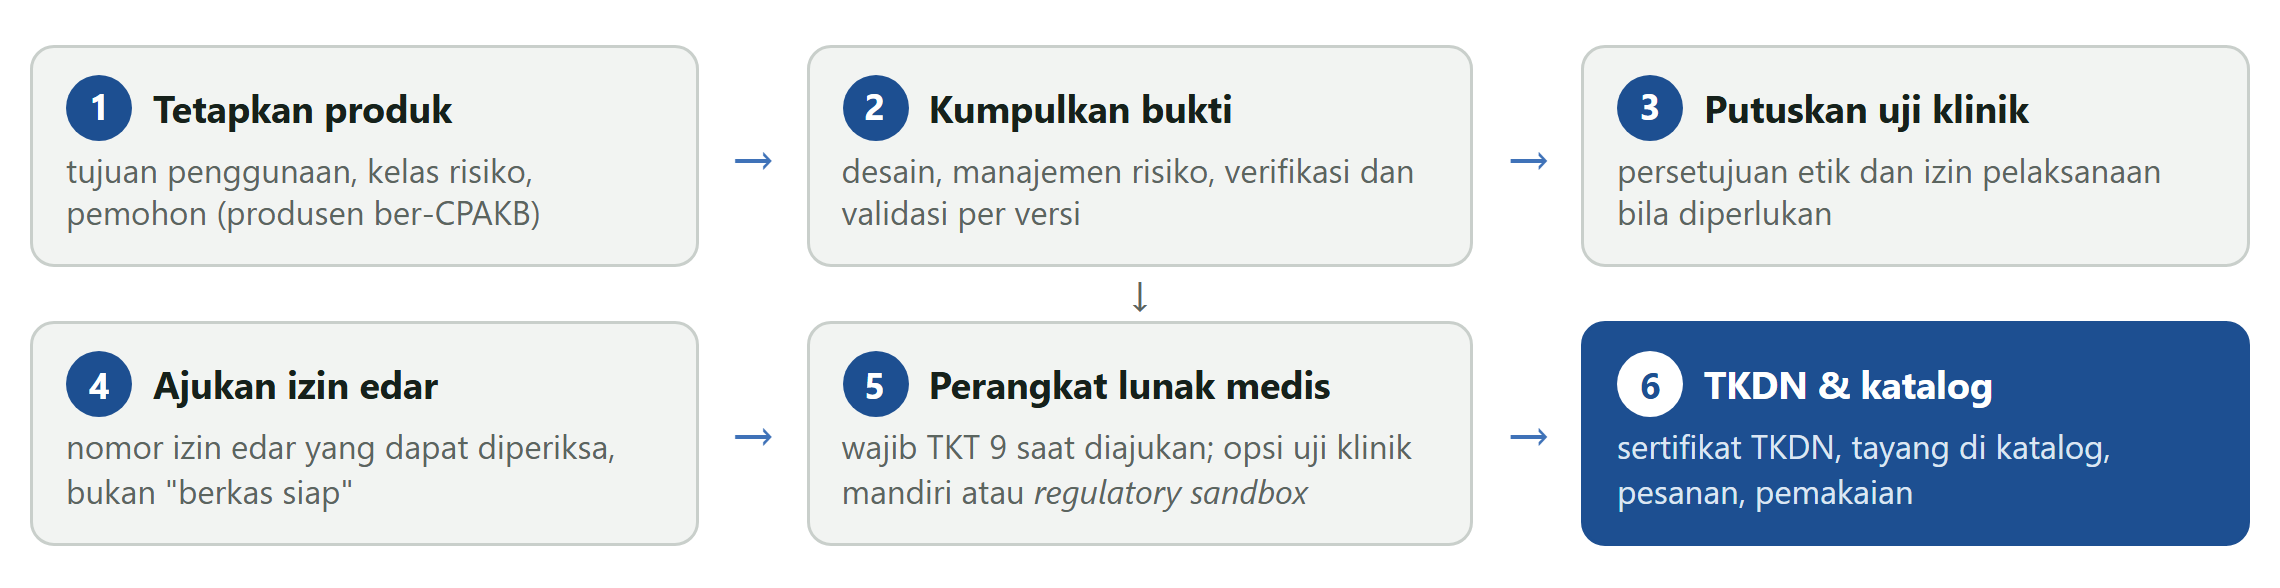 1 Tetapkan produk
tujuan penggunaan, kelas risiko,
pemohon (produsen ber-CPAKB)
→
2 Kumpulkan bukti
desain, manajemen risiko, verifikasi dan
validasi per versi
→
3 Putuskan uji klinik
persetujuan etik dan izin pelaksanaan
bila diperlukan
↓
4 Ajukan izin edar
nomor izin edar yang dapat diperiksa,
bukan "berkas siap"
→
5 Perangkat lunak medis
wajib TKT 9 saat diajukan; opsi uji klinik
mandiri atau regulatory sandbox
→
6 TKDN & katalog
sertifikat TKDN, tayang di katalog,
pesanan, pemakaian